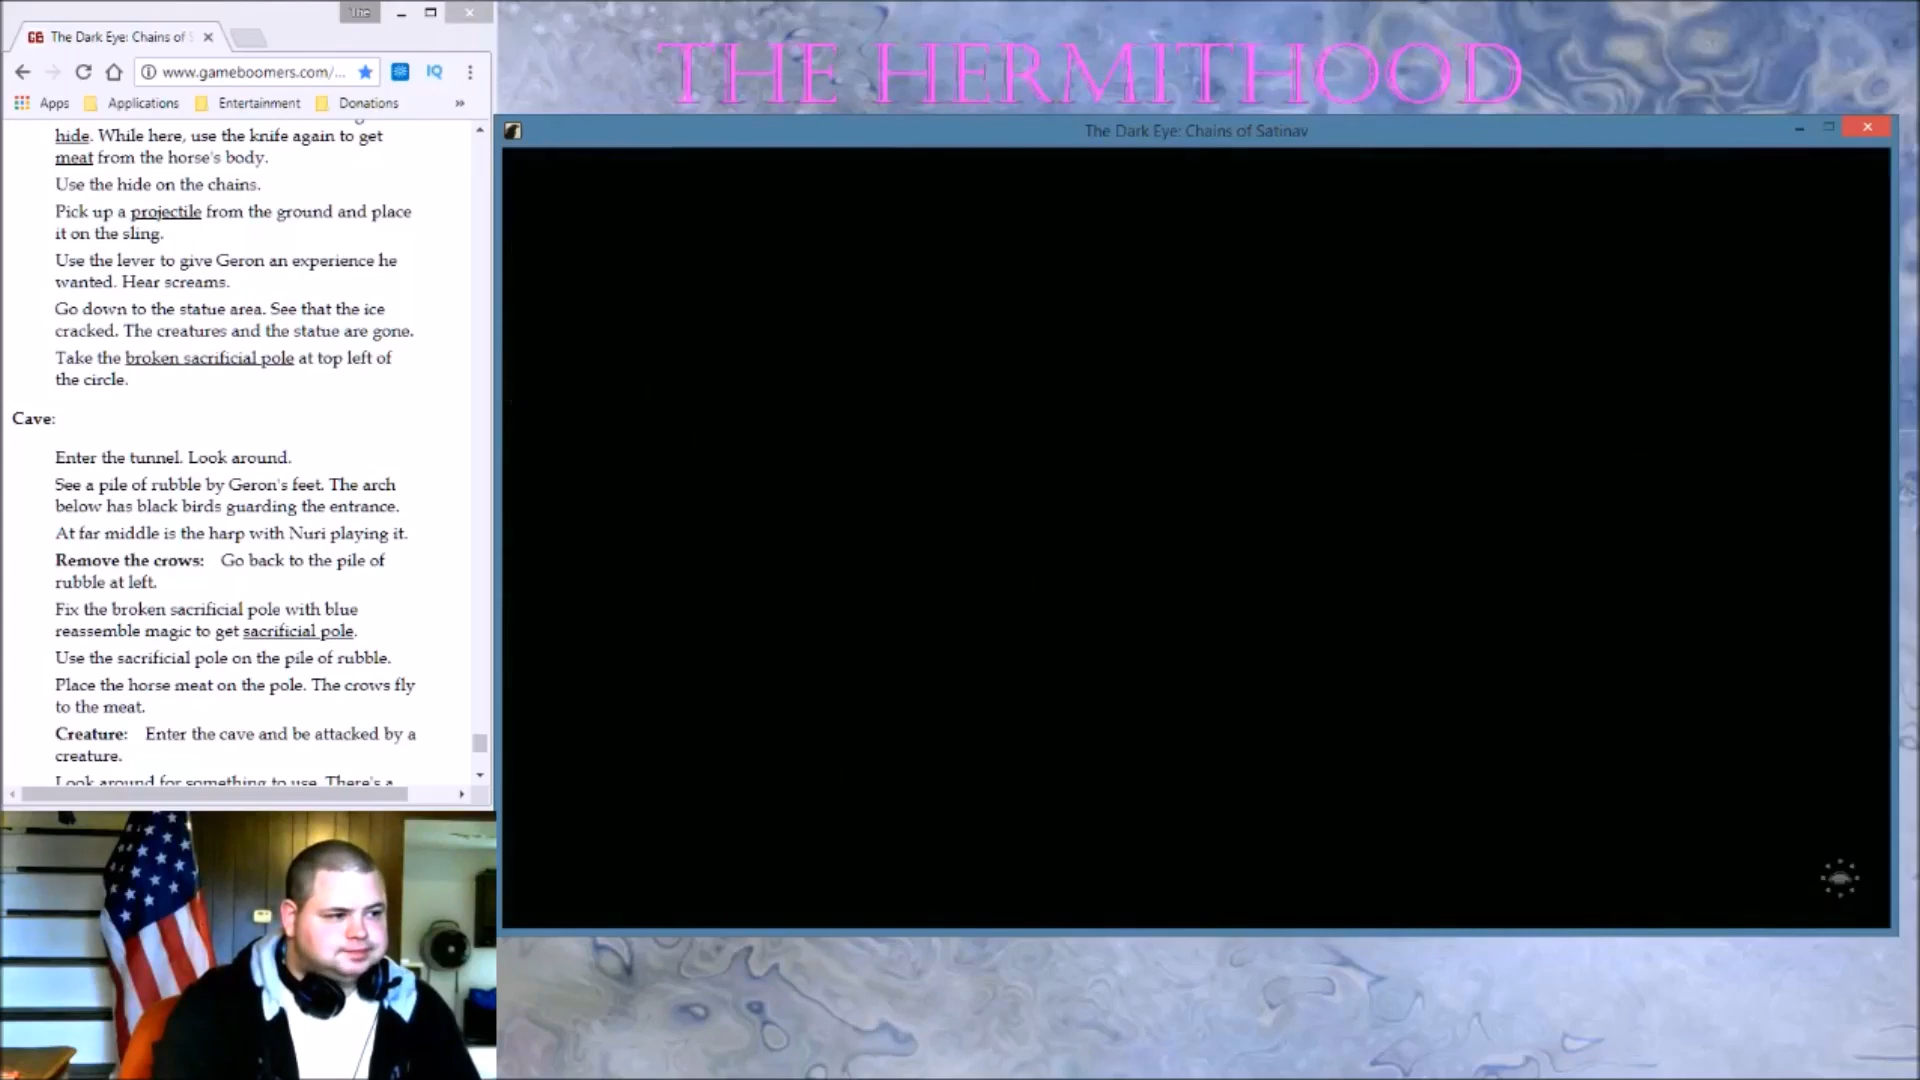 The
The Dark Eye: Chains of
www.gameboomers.com/...
IQ
Apps
Applications
Entertainment
Donations
»
THE HERMITHOOD
The Dark Eye: Chains of Satinav
hide. While here, use the knife again to get
meat from the horse's body.
Use the hide on the chains.
Pick up a projectile from the ground and place
it on the sling.
Use the lever to give Geron an experience he
wanted. Hear screams.
Go down to the statue area. See that the ice
cracked. The creatures and the statue are gone.
Take the broken sacrificial pole at top left of
the circle.
Cave:
Enter the tunnel. Look around.
See a pile of rubble by Geron's feet. The arch
below has black birds guarding the entrance.
At far middle is the harp with Nuri playing it.
Remove the crows: Go back to the pile of
rubble at left.
Fix the broken sacrificial pole with blue
reassemble magic to get sacrificial pole.
Use the sacrificial pole on the pile of rubble.
Place the horse meat on the pole. The crows fly
to the meat.
Creature: Enter the cave and be attacked by a
creature.
Look around for something to use. There's a